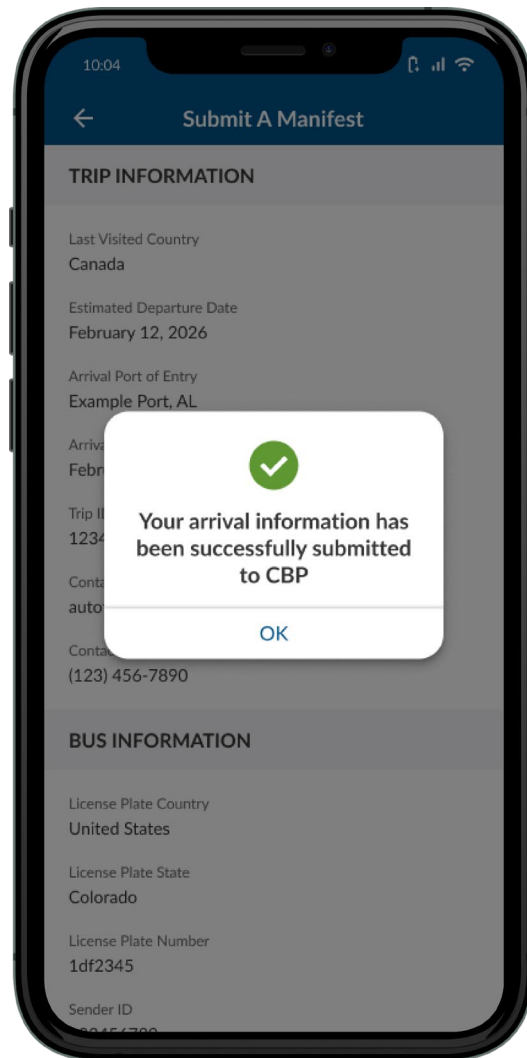 10:04
Submit A Manifest
TRIP INFORMATION
Last Visited Country
Canada
Estimated Departure Date
February 12, 2026
Arrival Port of Entry
Example Port, AL
Your arrival information has
been successfully submitted
to CBP
OK
(123) 456-7890
BUS INFORMATION
License Plate Country
United States
License Plate State
Colorado
License Plate Number
1df2345
Sender ID